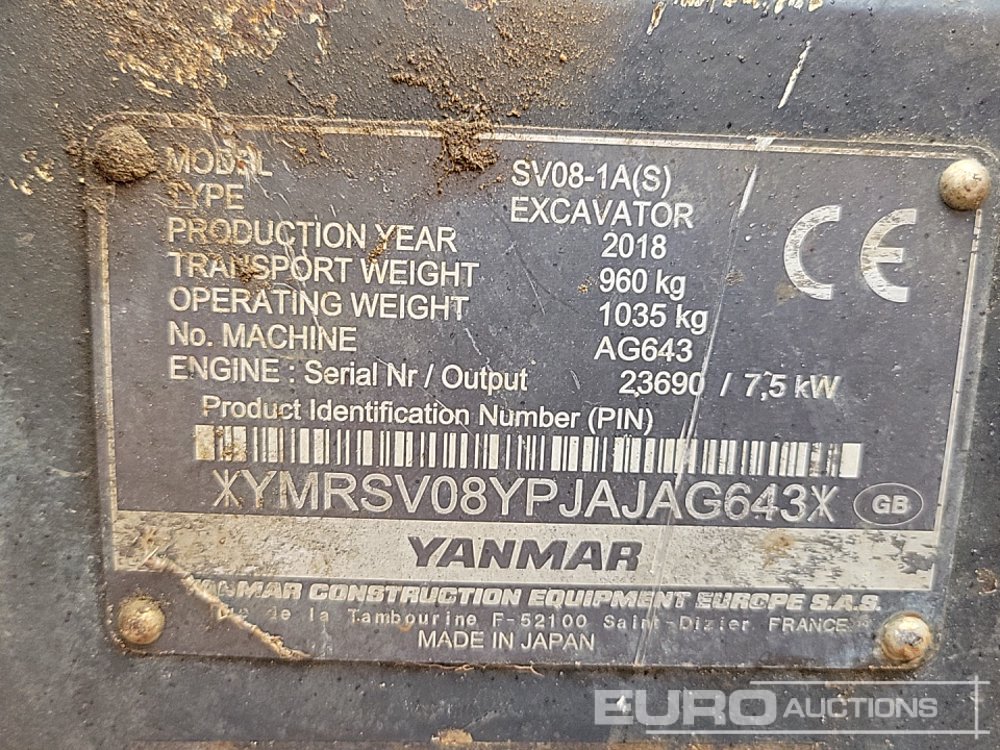 MODEL SV08-1A(S)
TYPE EXCAVATOR
PRODUCTION YEAR 2018
TRANSPORT WEIGHT 960 kg
OPERATING WEIGHT 1035 kg
No. MACHINE AG643
ENGINE : Serial Nr / Output 23690 / 7,5 kW
CE
Product Identification Number (PIN)
*YMRSV08YPJAJAG643* GB
YANMAR
YANMAR CONSTRUCTION EQUIPMENT EUROPE S.A.S.
de la Tambourine F-52100 Saint-Dizier FRANCE
MADE IN JAPAN
EURO AUCTIONS